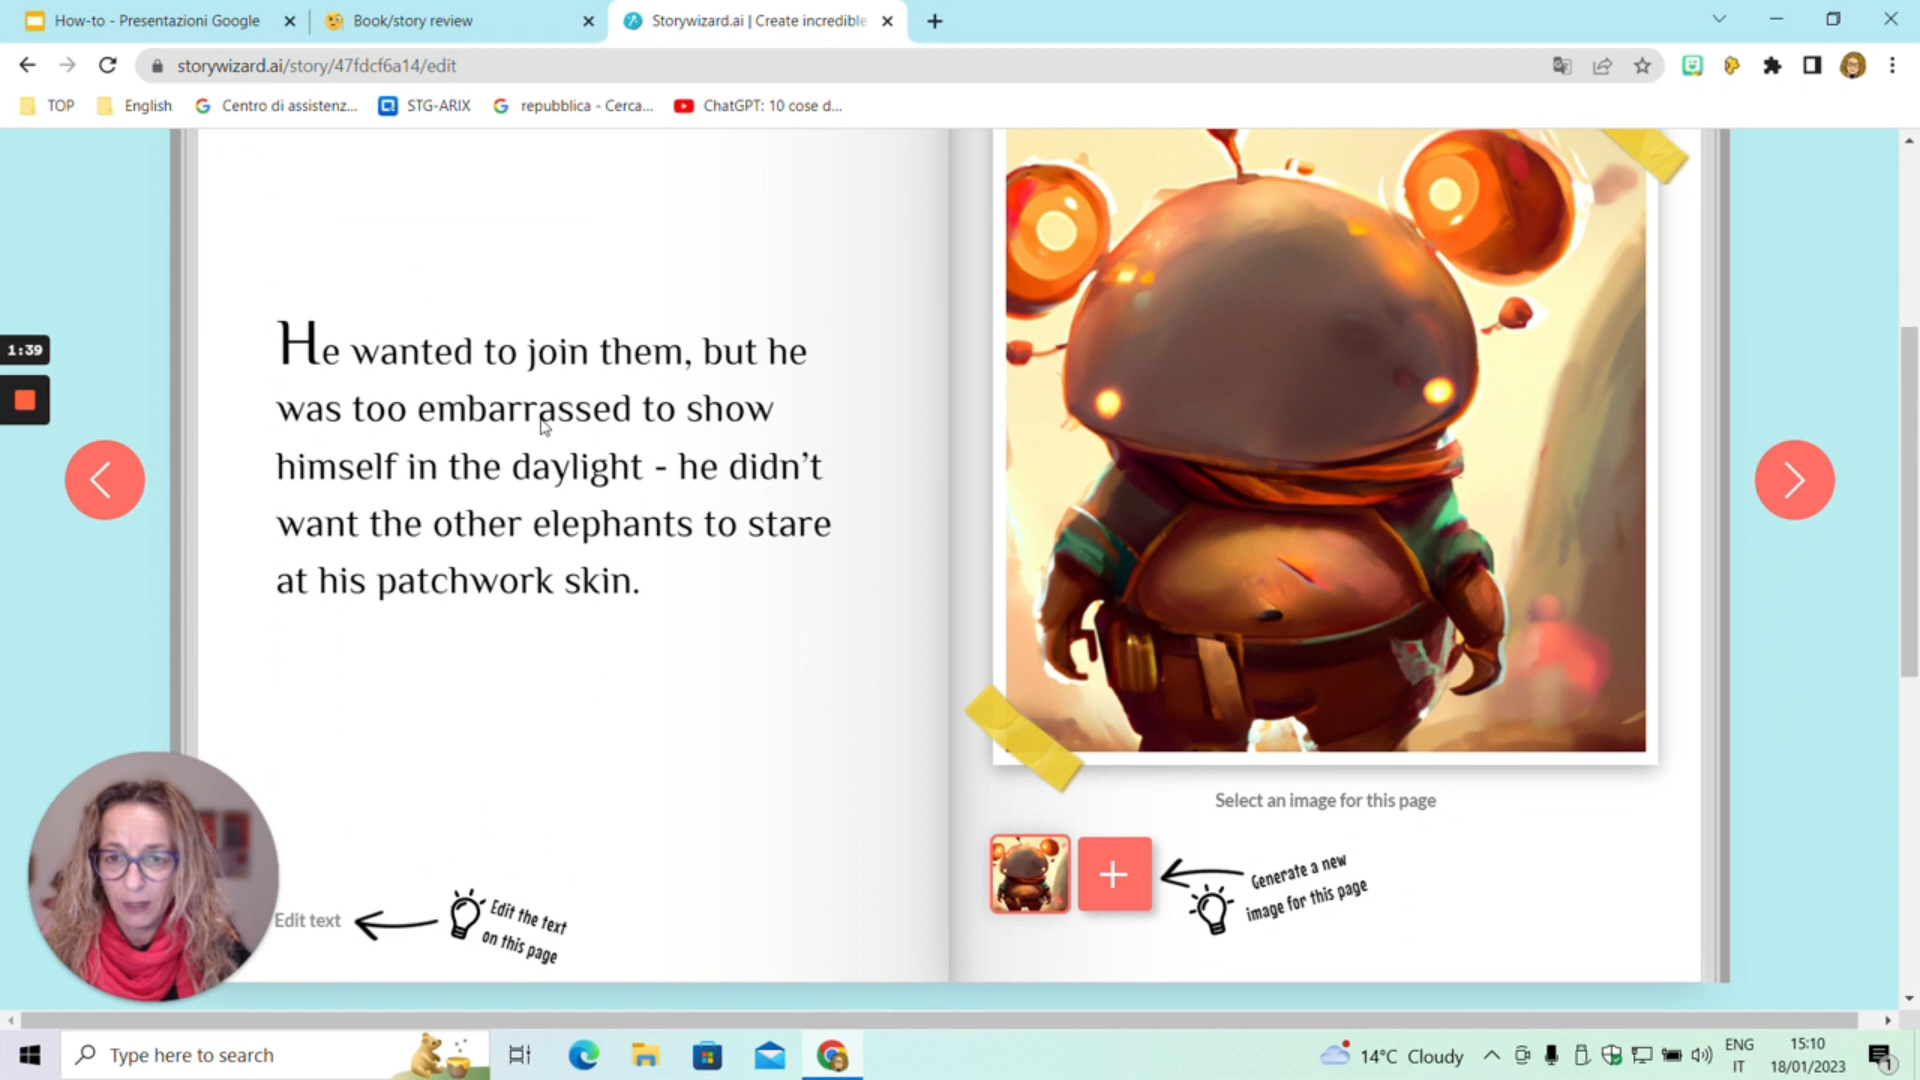 How-to - Presentazioni Google
Book/story review
Storywizard.ai | Create incredible
storywizard.ai/story/47fdcf6a14/edit
TOP
English
Centro di assistenz...
STG-ARIX
repubblica - Cerca...
ChatGPT: 10 cose d...
1:39
He wanted to join them, but he
was too embarrassed to show
himself in the daylight - he didn't
want the other elephants to stare
at his patchwork skin.
Select an image for this page
Generate a new
image for this page
Edit text
Edit the text
on this page
Type here to search
14°C Cloudy
ENG
IT
15:10
18/01/2023
1